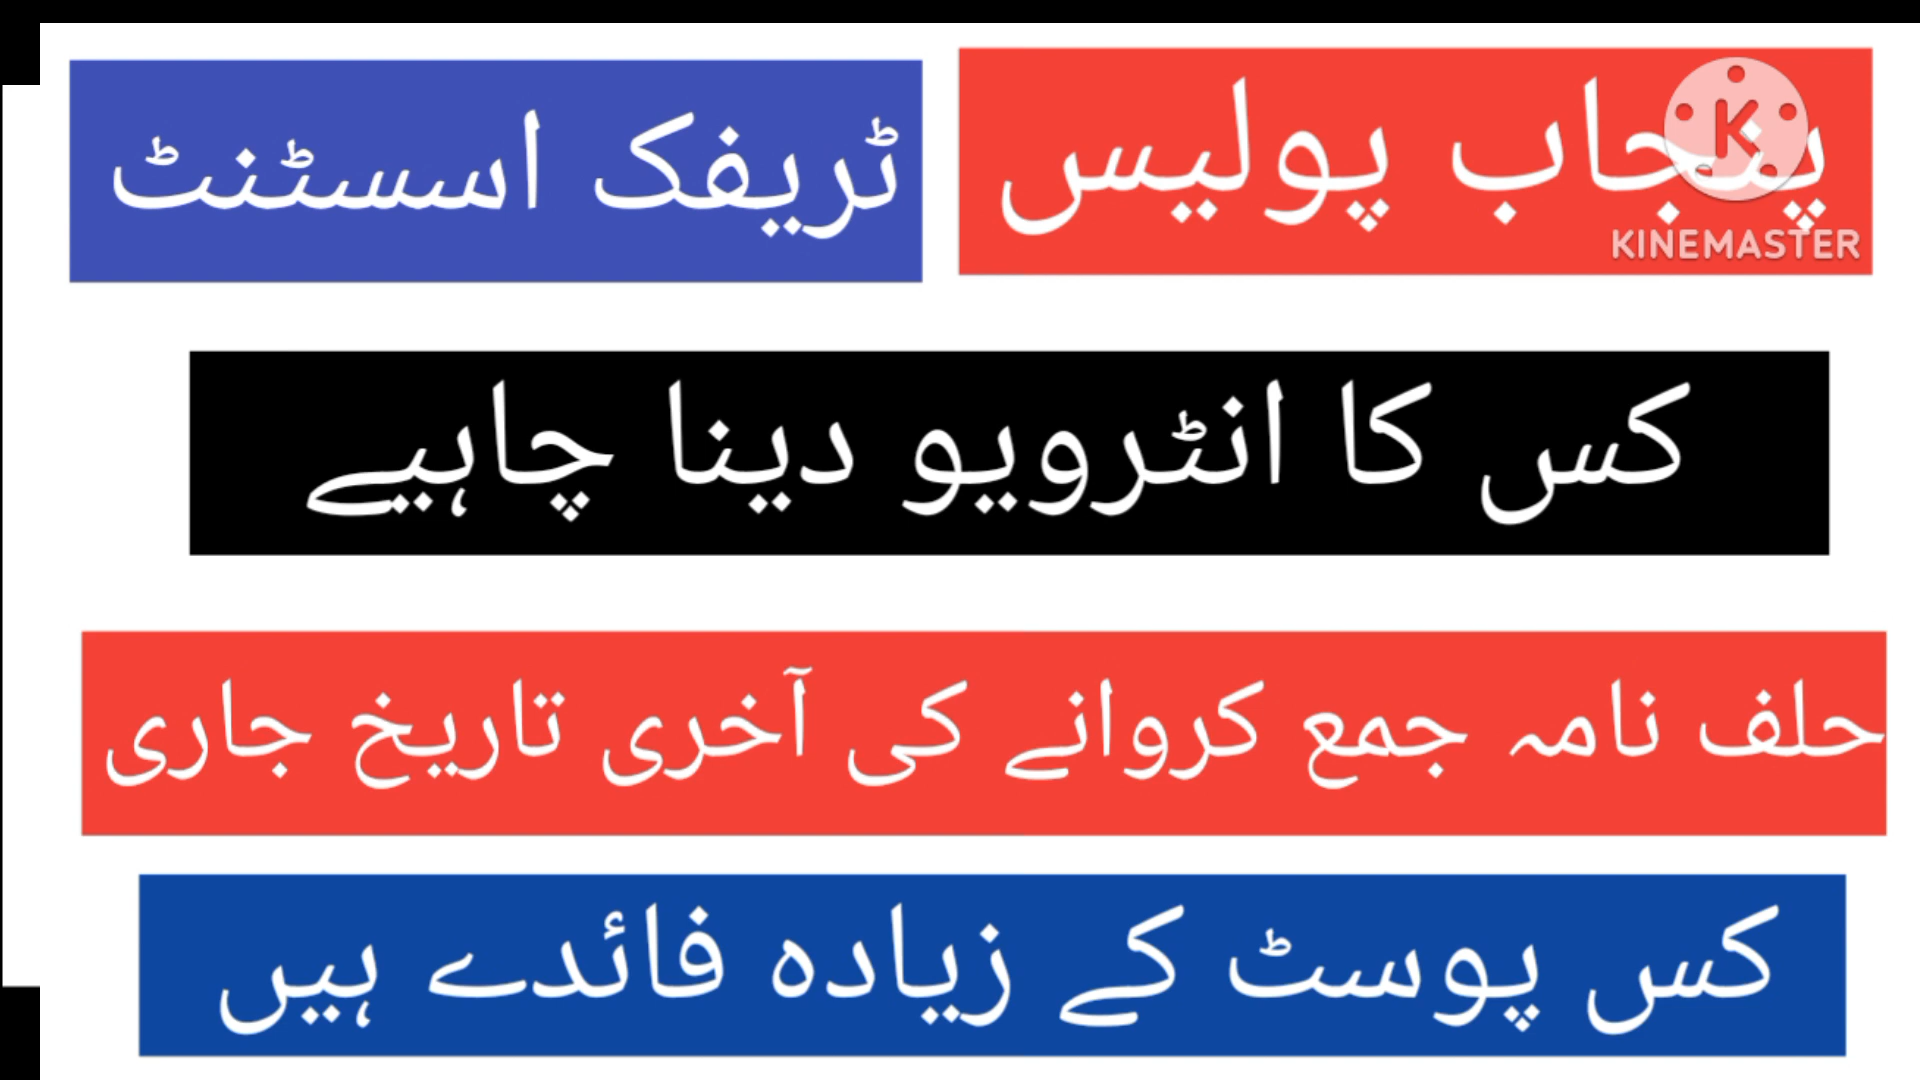 پنجاب پولیس
ٹریفک اسسٹنٹ
KINEMASTER
کس کا انٹرویو دینا چاہیے
حلف نامہ جمع کروانے کی آخری تاریخ جاری
کس پوسٹ کے زیادہ فائدے ہیں